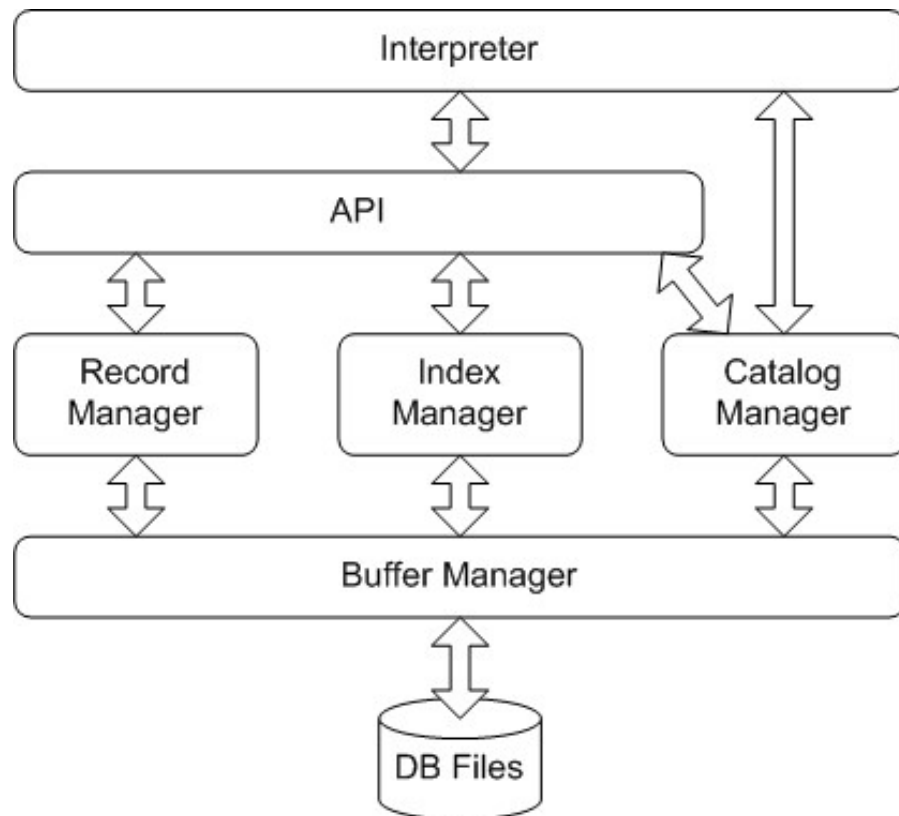 Interpreter
API
Record
Manager
Index
Manager
Catalog
Manager
Buffer Manager
DB Files